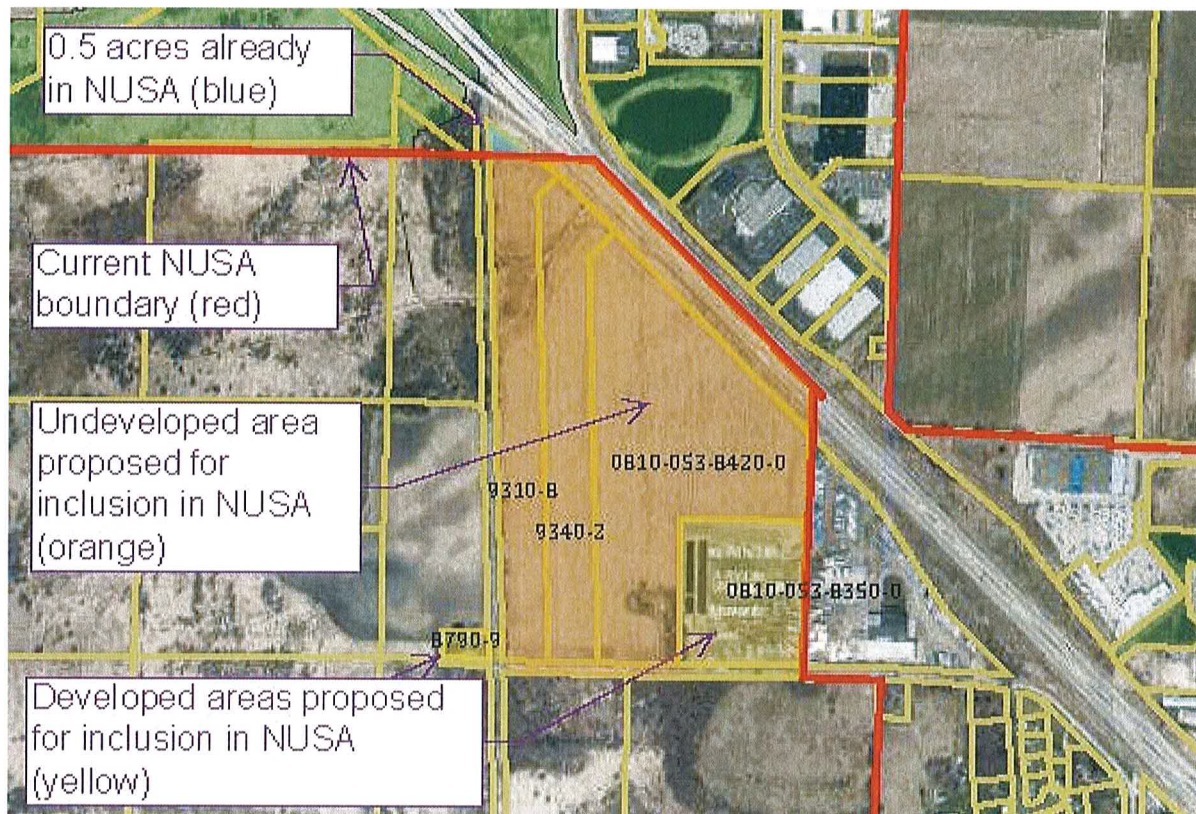 0.5 acres already
in NUSA (blue)
Current NUSA
boundary (red)
Undeveloped area
proposed for
inclusion in NUSA
(orange)
0810-053-8420-0
9310-8
9340-2
0810-053-8350-0
8790-9
Developed areas proposed
for inclusion in NUSA
(yellow)